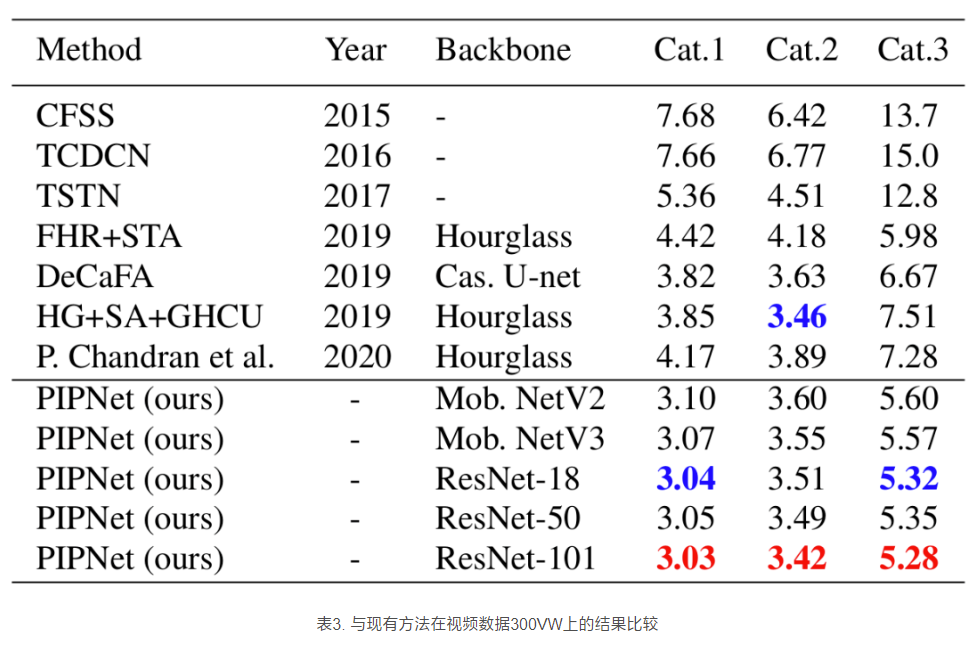 Method Year Backbone Cat.1 Cat.2 Cat.3
CFSS 2015 - 7.68 6.42 13.7
TCDCN 2016 - 7.66 6.77 15.0
TSTN 2017 - 5.36 4.51 12.8
FHR+STA 2019 Hourglass 4.42 4.18 5.98
DeCaFA 2019 Cas. U-net 3.82 3.63 6.67
HG+SA+GHCU 2019 Hourglass 3.85 3.46 7.51
P. Chandran et al. 2020 Hourglass 4.17 3.89 7.28
PIPNet (ours) - Mob. NetV2 3.10 3.60 5.60
PIPNet (ours) - Mob. NetV3 3.07 3.55 5.57
PIPNet (ours) - ResNet-18 3.04 3.51 5.32
PIPNet (ours) - ResNet-50 3.05 3.49 5.35
PIPNet (ours) - ResNet-101 3.03 3.42 5.28
表3. 与现有方法在视频数据300VW上的结果比较